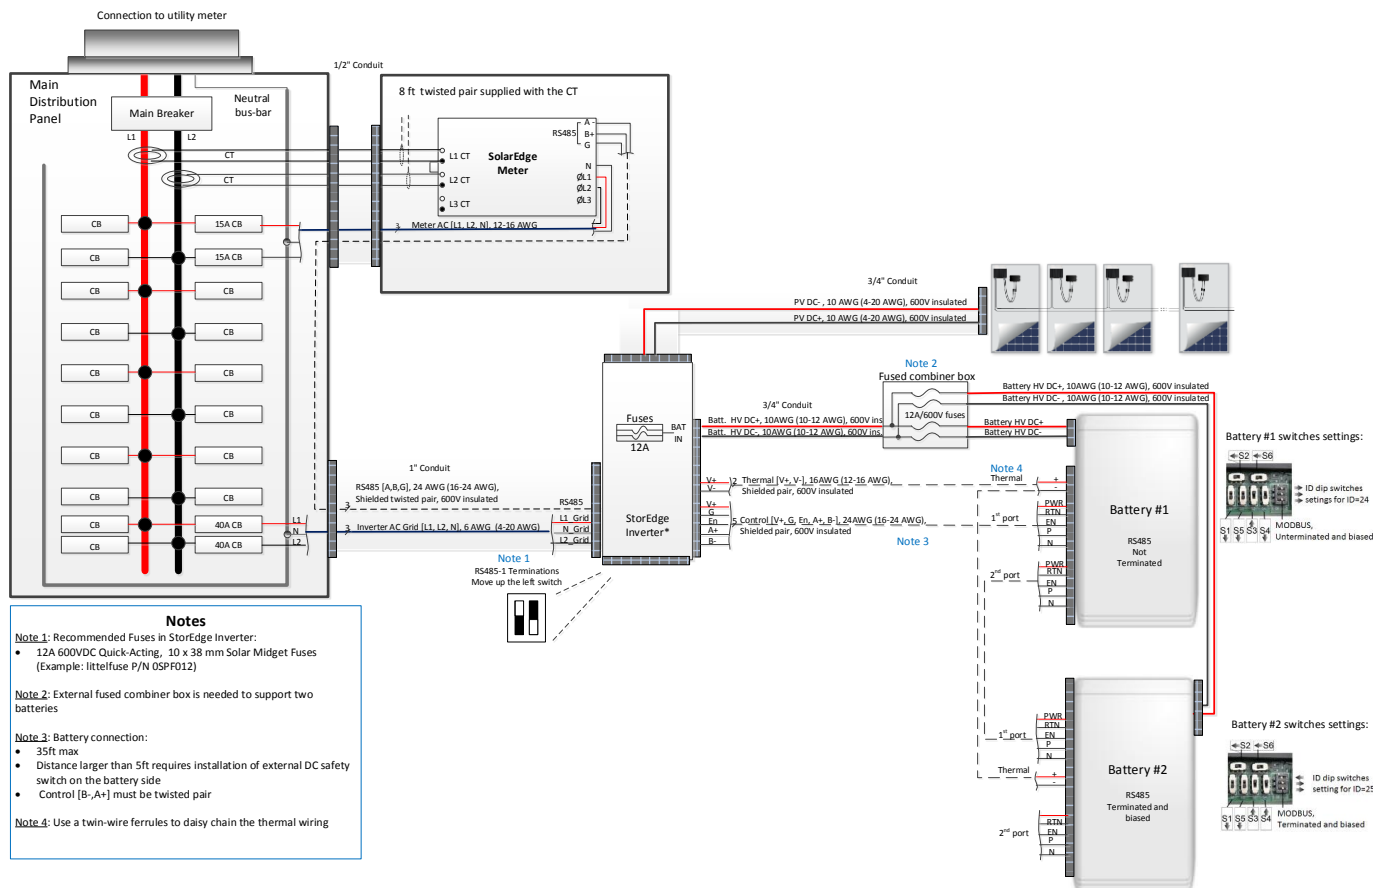 Connection to utility meter
Main
Distribution
Panel
Neutral
bus-bar
Main Breaker
L1
L2
CT
CT
CB
15A CB
CB
15A CB
CB
CB
CB
CB
CB
CB
CB
CB
CB
CB
CB
CB
CB
40A CB
CB
40A CB
L1
N
L2
1/2" Conduit
8 ft twisted pair supplied with the CT
SolarEdge
Meter
L1 CT
L2 CT
L3 CT
RS485
A -
B+
G
N
ØL1
ØL2
ØL3
3 Meter AC [L1, L2, N], 12-16 AWG
1" Conduit
RS485 [A,B,G], 24 AWG (16-24 AWG),
Shielded twisted pair, 600V insulated
3
3 Inverter AC Grid [L1, L2, N], 6 AWG (4-20 AWG)
RS485
L1_Grid
N_Grid
L2_Grid
Note 1
RS485-1 Terminations
Move up the left switch
3/4" Conduit
PV DC- , 10 AWG (4-20 AWG), 600V insulated
PV DC+, 10 AWG (4-20 AWG), 600V insulated
Fuses
12A
BAT
IN
StorEdge
Inverter*
V+
V-
V+
G
En
A+
B-
3/4" Conduit
Batt. HV DC+, 10AWG (10-12 AWG), 600V ins.
Batt. HV DC-, 10AWG (10-12 AWG), 600V ins.
Note 2
Fused combiner box
12A/600V fuses
Battery HV DC+, 10AWG (10-12 AWG), 600V insulated
Battery HV DC- , 10AWG (10-12 AWG), 600V insulated
Battery HV DC+
Battery HV DC-
2 Thermal [V+, V-], 16AWG (12-16 AWG),
Shielded pair, 600V insulated
5 Control [V+, G, En, A+, B-], 24AWG (16-24 AWG),
Shielded pair, 600V insulated
Note 3
Note 4
Thermal
+
-
1st port
PWR
RTN
EN
P
N
2nd port
PWR
RTN
EN
P
N
Battery #1
RS485
Not
Terminated
Battery #1 switches settings:
S2
S6
ID dip switches
setings for ID=24
S1
S5
S3
S4
MODBUS,
Unterminated and biased
1st port
PWR
RTN
EN
P
N
Thermal
+
-
2nd port
RTN
EN
P
N
Battery #2
RS485
Terminated and
biased
Battery #2 switches settings:
S2
S6
ID dip switches
setting for ID=25
S1
S5
S3
S4
MODBUS,
Terminated and biased
Notes
Note 1: Recommended Fuses in StorEdge Inverter:
• 12A 600VDC Quick-Acting, 10 x 38 mm Solar Midget Fuses
(Example: littelfuse P/N 0SPF012)
Note 2: External fused combiner box is needed to support two
batteries
Note 3: Battery connection:
• 35ft max
• Distance larger than 5ft requires installation of external DC safety
switch on the battery side
• Control [B-,A+] must be twisted pair
Note 4: Use a twin-wire ferrules to daisy chain the thermal wiring